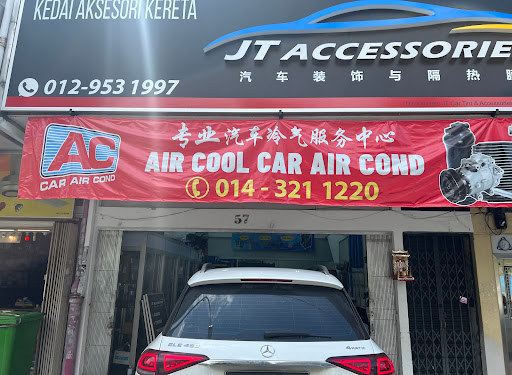 KEDAI AKSESORI KERETA
JT ACCESSORIE
汽车装饰与隔热
012-953 1997
专业汽车冷气服务中心
AC
CAR AIR COND
AIR COOL CAR AIR COND
014 - 321 1220
57
GLE 45